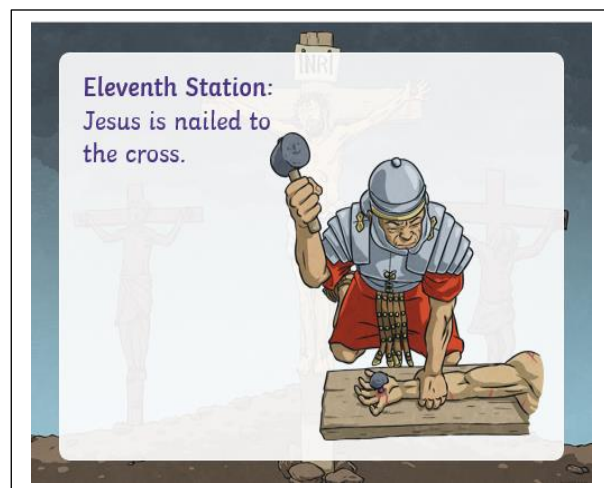 INRI
Eleventh Station:
Jesus is nailed to
the cross.